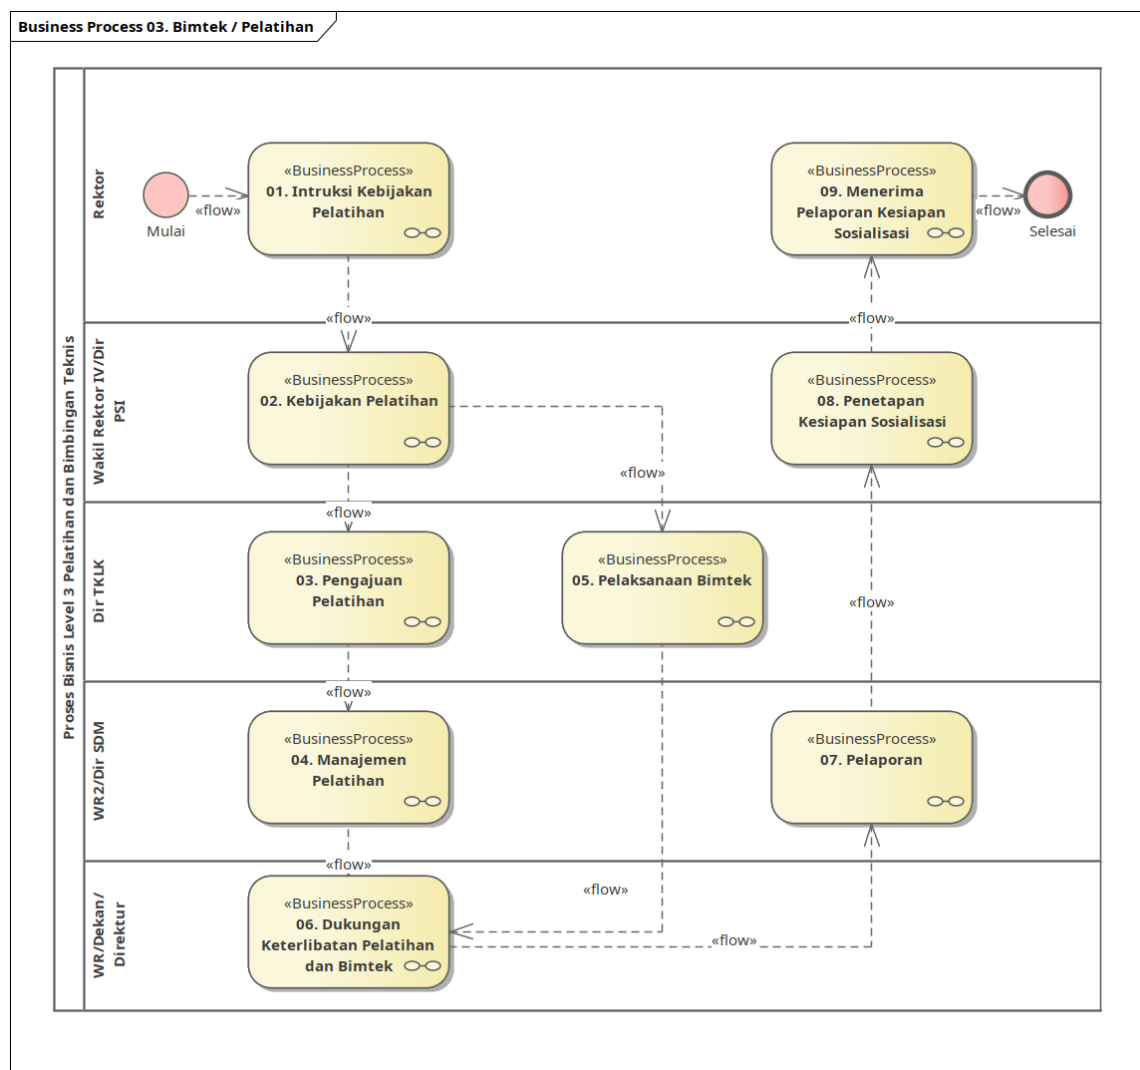 Business Process 03. Bimtek / Pelatihan
Proses Bisnis Level 3 Pelatihan dan Bimbingan Teknis
Rektor
Mulai
«flow»
«BusinessProcess»
01. Intruksi Kebijakan
Pelatihan
«BusinessProcess»
09. Menerima
Pelaporan Kesiapan
Sosialisasi
«flow»
Selesai
«flow»
«flow»
Wakil Rektor IV/Dir
PSI
«BusinessProcess»
02. Kebijakan Pelatihan
«flow»
«BusinessProcess»
08. Penetapan
Kesiapan Sosialisasi
«flow»
Dir TKLK
«BusinessProcess»
03. Pengajuan
Pelatihan
«BusinessProcess»
05. Pelaksanaan Bimtek
«flow»
«flow»
WR2/Dir SDM
«BusinessProcess»
04. Manajemen
Pelatihan
«BusinessProcess»
07. Pelaporan
«flow»
WR/Dekan/
Direktur
«BusinessProcess»
06. Dukungan
Keterlibatan Pelatihan
dan Bimtek
«flow»
«flow»